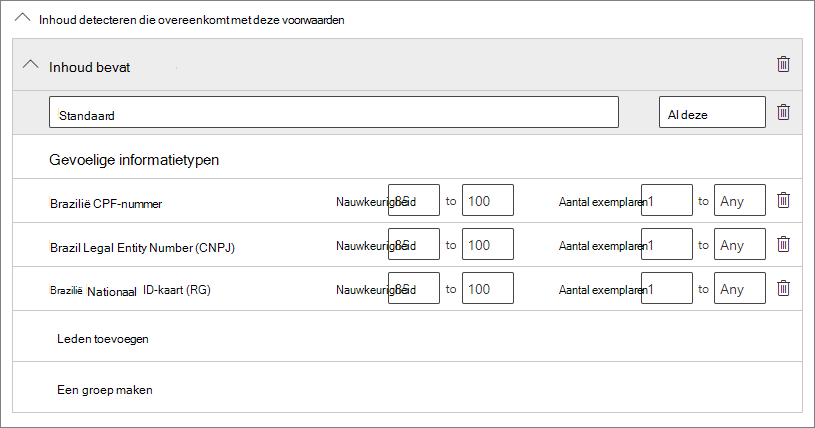 Inhoud detecteren die overeenkomt met deze voorwaarden
Inhoud bevat
Standaard Al deze
Gevoelige informatietypen
Brazilië CPF-nummer Nauwkeurigheid 85 to 100 Aantal exemplaren 1 to Any
Brazil Legal Entity Number (CNPJ) Nauwkeurigheid 85 to 100 Aantal exemplaren 1 to Any
Brazilië Nationaal ID-kaart (RG) Nauwkeurigheid 85 to 100 Aantal exemplaren 1 to Any
Leden toevoegen
Een groep maken